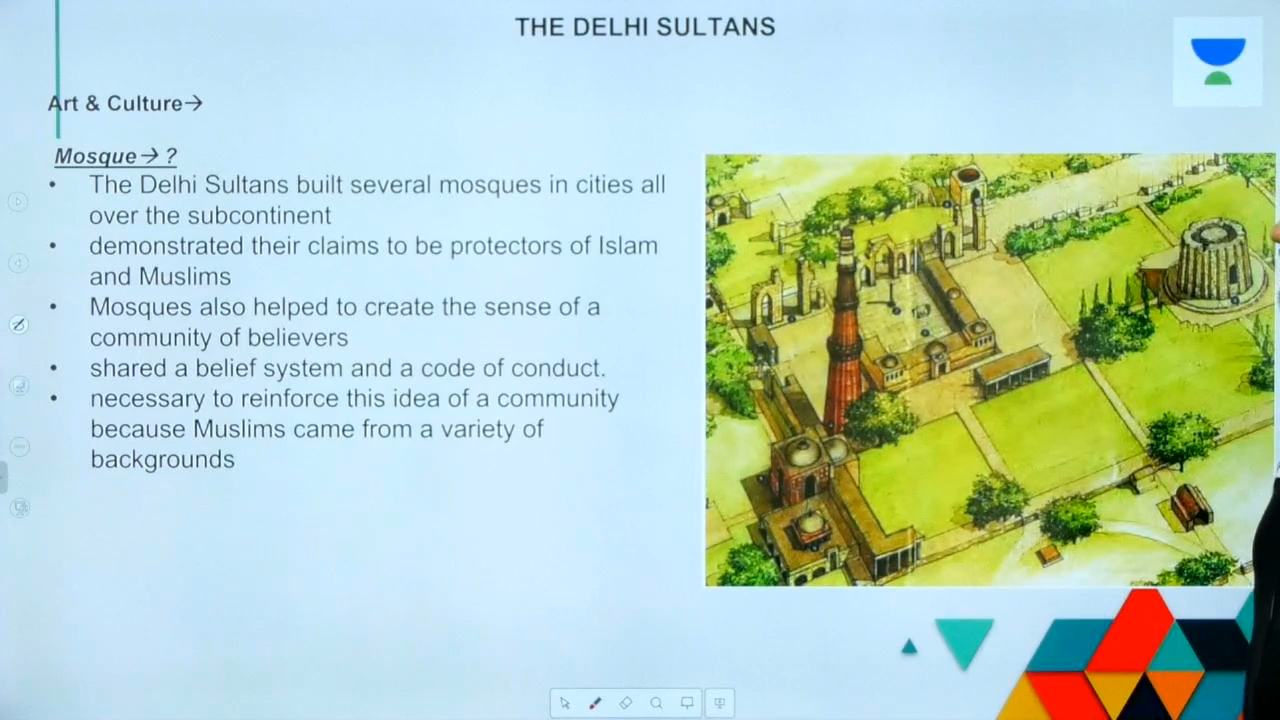 THE DELHI SULTANS
Art & Culture→
Mosque→ ?
• The Delhi Sultans built several mosques in cities all
over the subcontinent
• demonstrated their claims to be protectors of Islam
and Muslims
• Mosques also helped to create the sense of a
community of believers
• shared a belief system and a code of conduct.
• necessary to reinforce this idea of a community
because Muslims came from a variety of
backgrounds